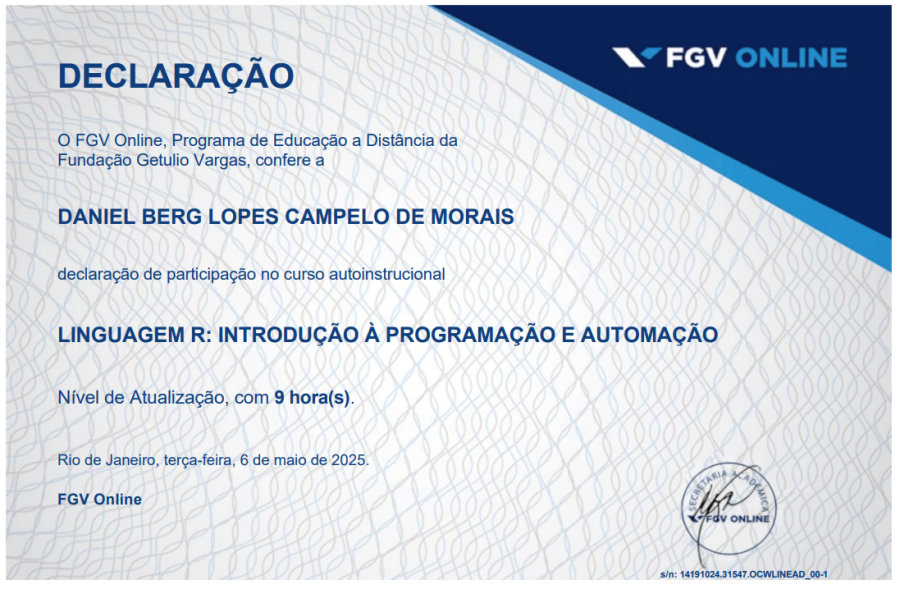 FGV ONLINE
DECLARAÇÃO
O FGV Online, Programa de Educação a Distância da
Fundação Getulio Vargas, confere a
DANIEL BERG LOPES CAMPELO DE MORAIS
declaração de participação no curso autoinstrucional
LINGUAGEM R: INTRODUÇÃO À PROGRAMAÇÃO E AUTOMAÇÃO
Nível de Atualização, com 9 hora(s).
Rio de Janeiro, terça-feira, 6 de maio de 2025.
FGV Online
SECRETARIA ACADÊMICA
FGV ONLINE
s/n: 14191024.31547.OCWLINEAD_00-1